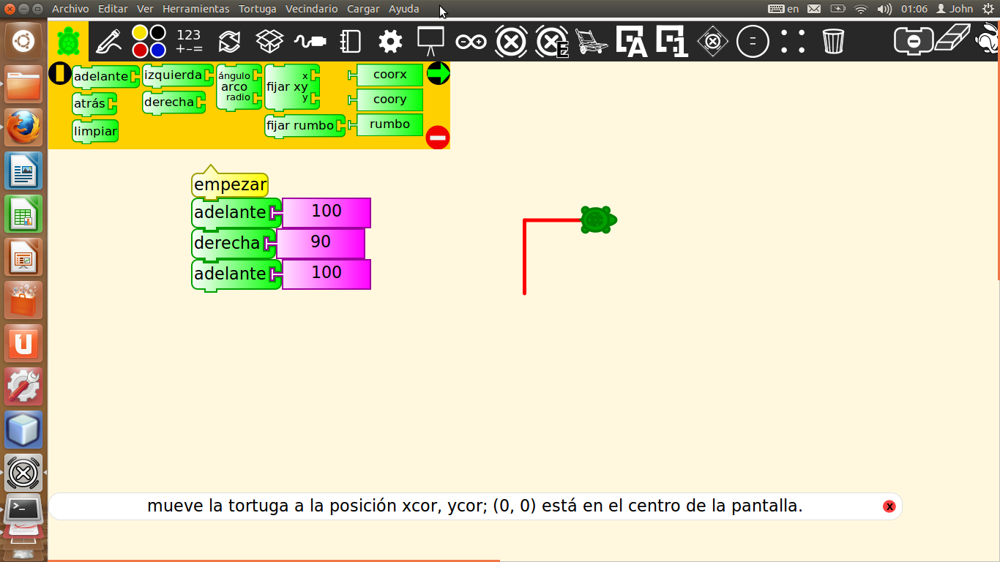 Archivo Editar Ver Herramientas Tortuga Vecindario Cargar Ayuda en 01:06 John
123
+-=
E A 1
adelante izquierda ángulo arco radio x fijar xy y coorx
atrás derecha coory
limpiar fijar rumbo rumbo
empezar
adelante 100
derecha 90
adelante 100
mueve la tortuga a la posición xcor, ycor; (0, 0) está en el centro de la pantalla. x